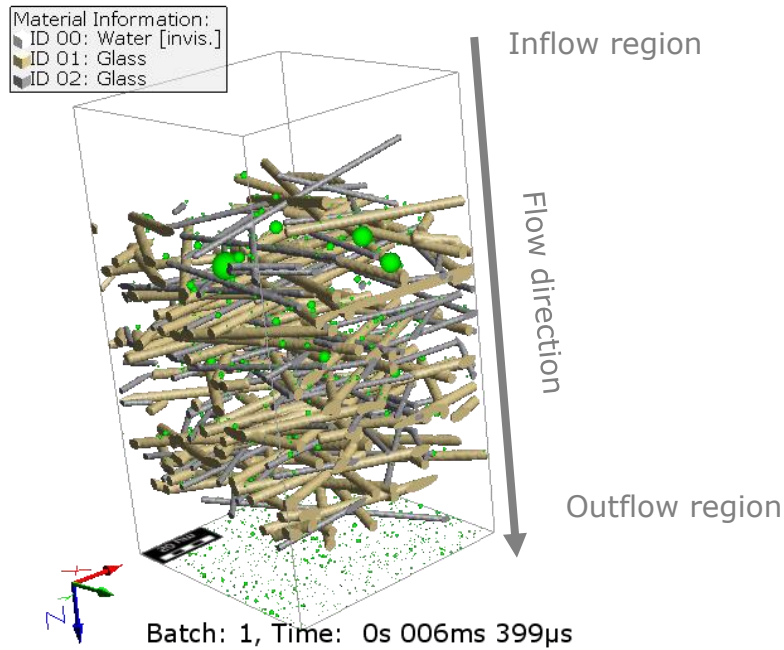 Material Information:
ID 00: Water [invis.]
ID 01: Glass
ID 02: Glass
Inflow region
Flow direction
Outflow region
X
Y
Z
Batch: 1, Time: 0s 006ms 399µs